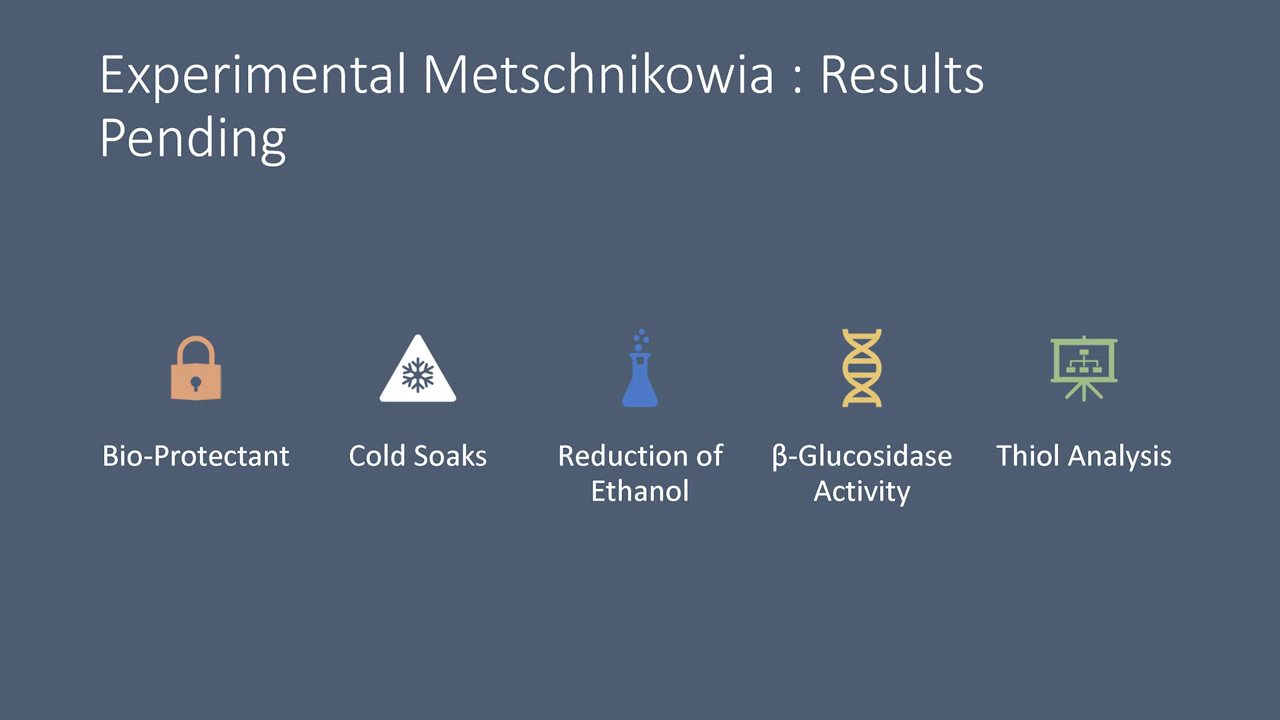 Experimental Metschnikowia : Results
Pending
Bio-Protectant
Cold Soaks
Reduction of
Ethanol
β-Glucosidase
Activity
Thiol Analysis